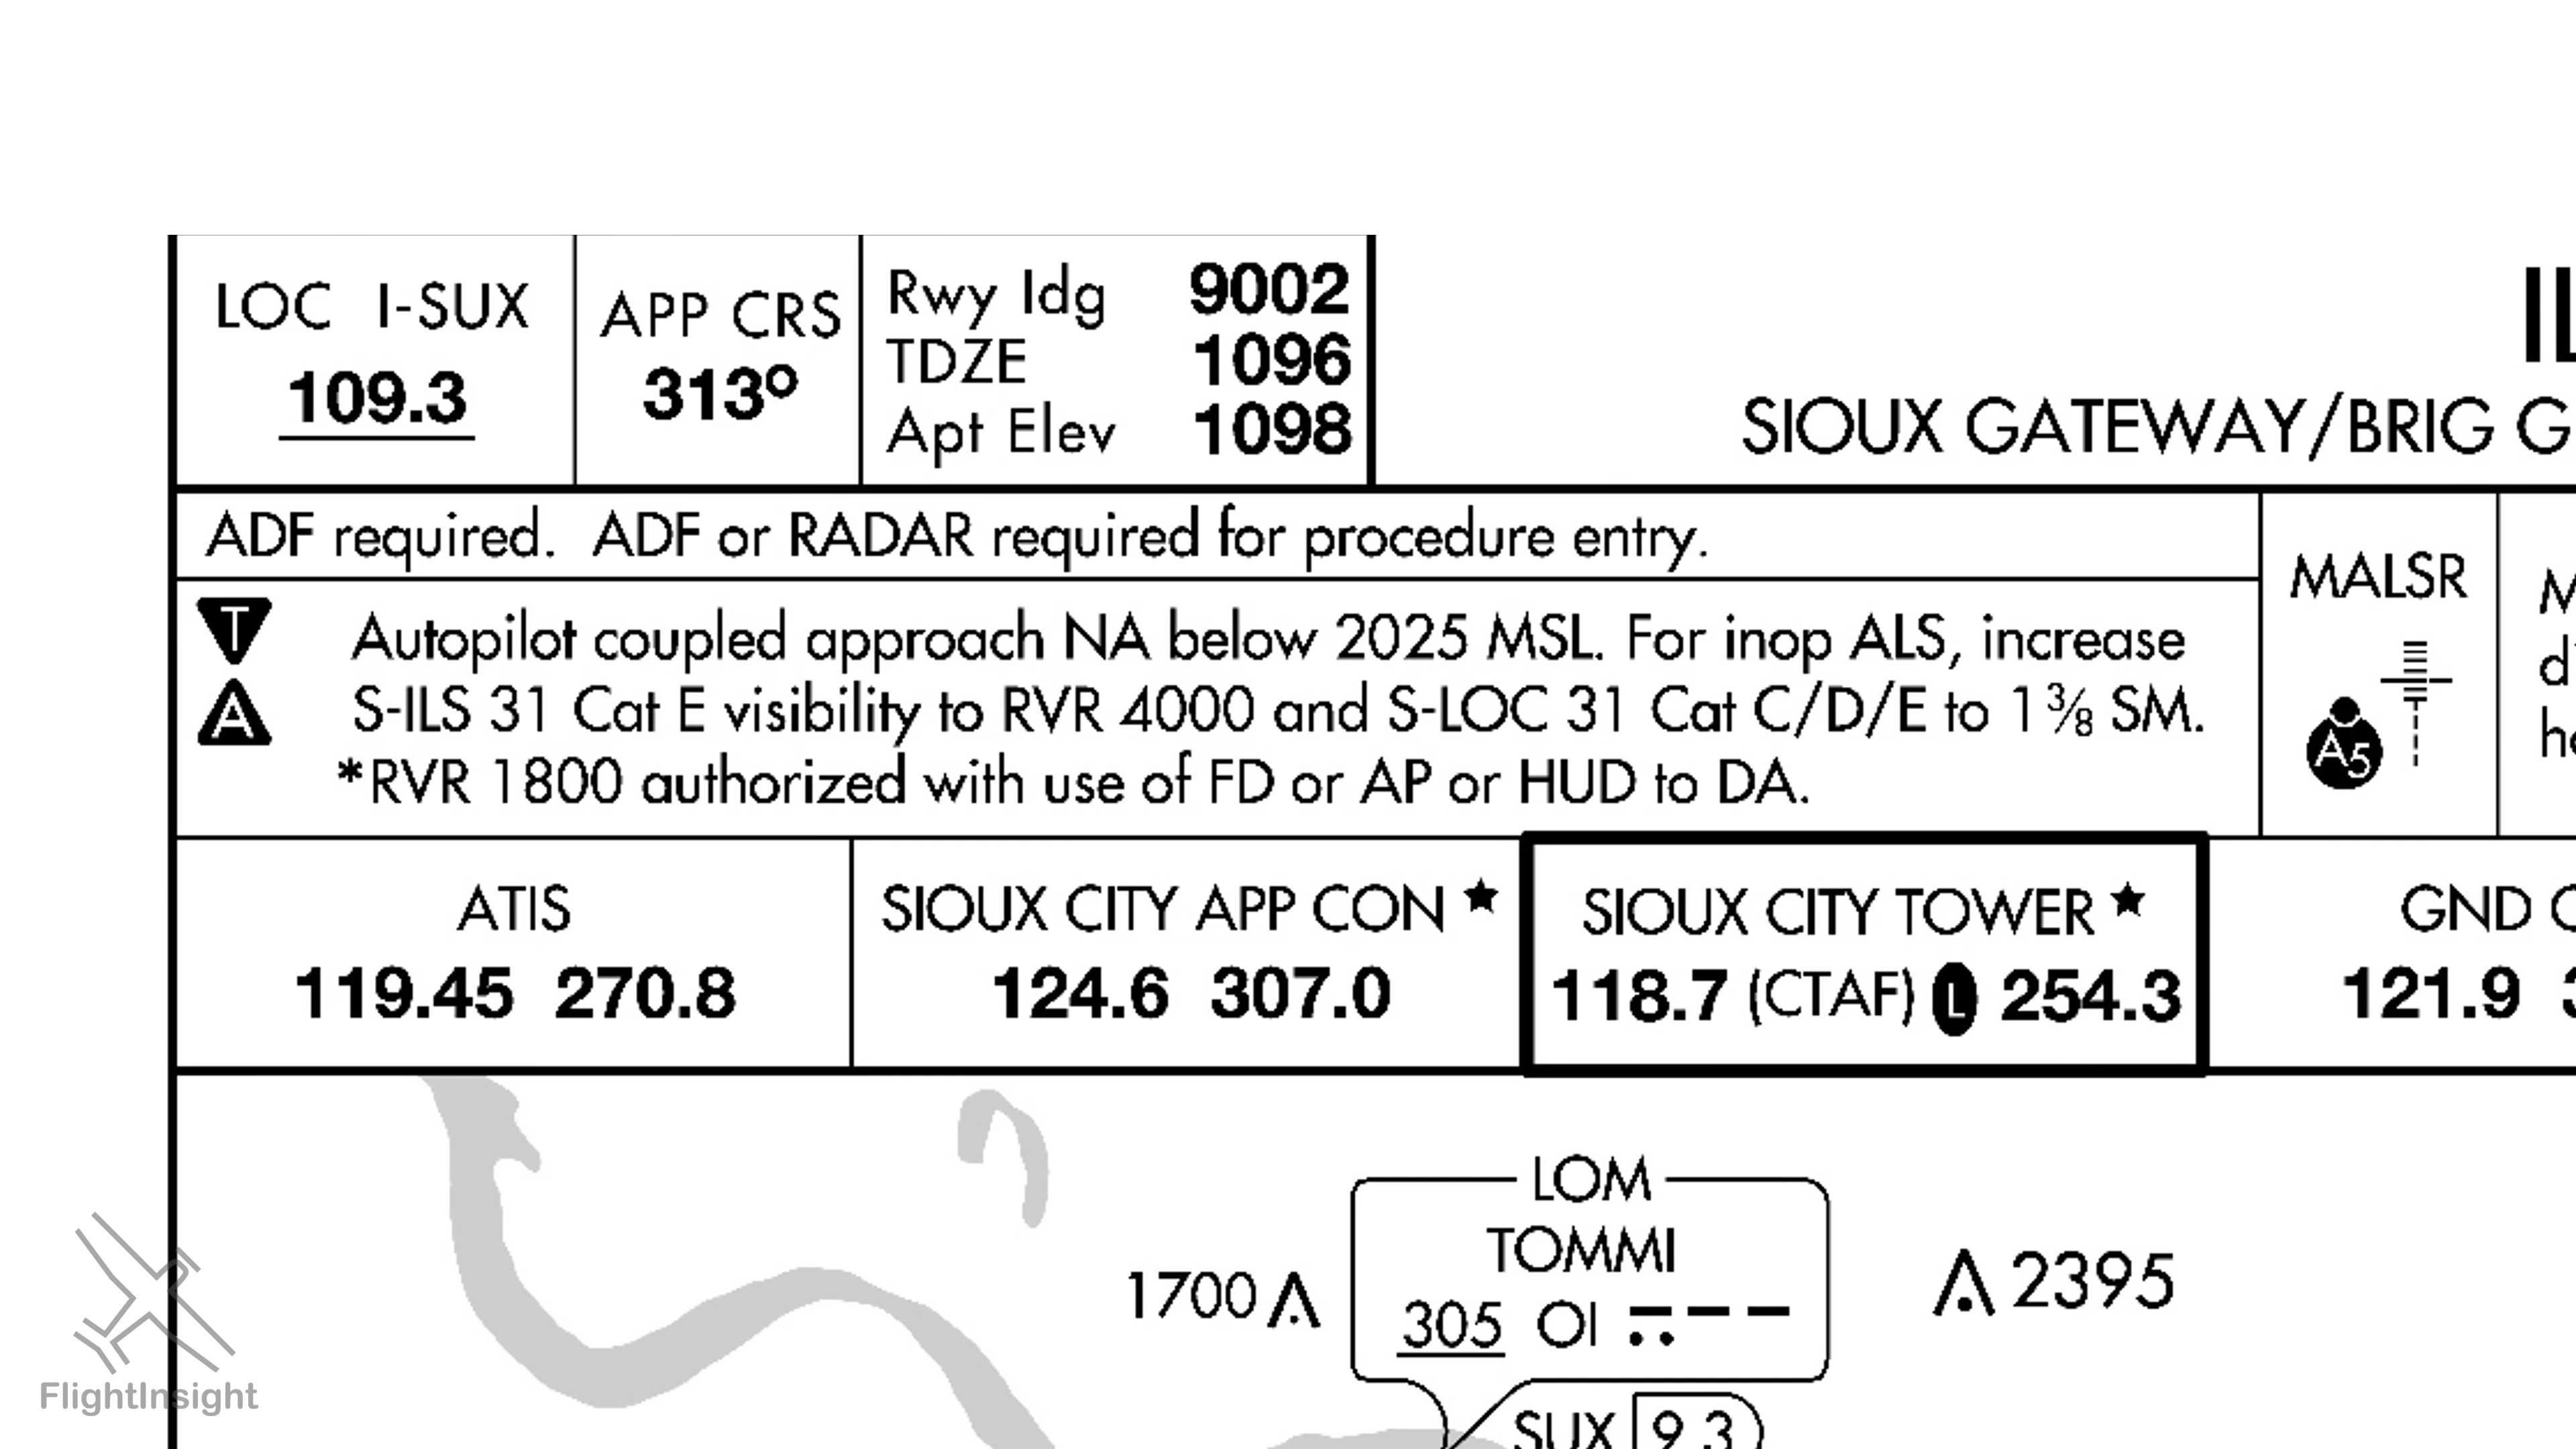 LOC I-SUX
109.3
APP CRS
313º
Rwy ldg 9002
TDZE 1096
Apt Elev 1098
IL
SIOUX GATEWAY/BRIG G
ADF required. ADF or RADAR required for procedure entry.
T
A
Autopilot coupled approach NA below 2025 MSL. For inop ALS, increase
S-ILS 31 Cat E visibility to RVR 4000 and S-LOC 31 Cat C/D/E to 1⅜ SM.
*RVR 1800 authorized with use of FD or AP or HUD to DA.
MALSR
A5
ATIS
119.45 270.8
SIOUX CITY APP CON ★
124.6 307.0
SIOUX CITY TOWER ★
118.7 (CTAF) L 254.3
GND
121.9
LOM
TOMMI
305 OI
1700
2395
SUX 9.3
FlightInsight